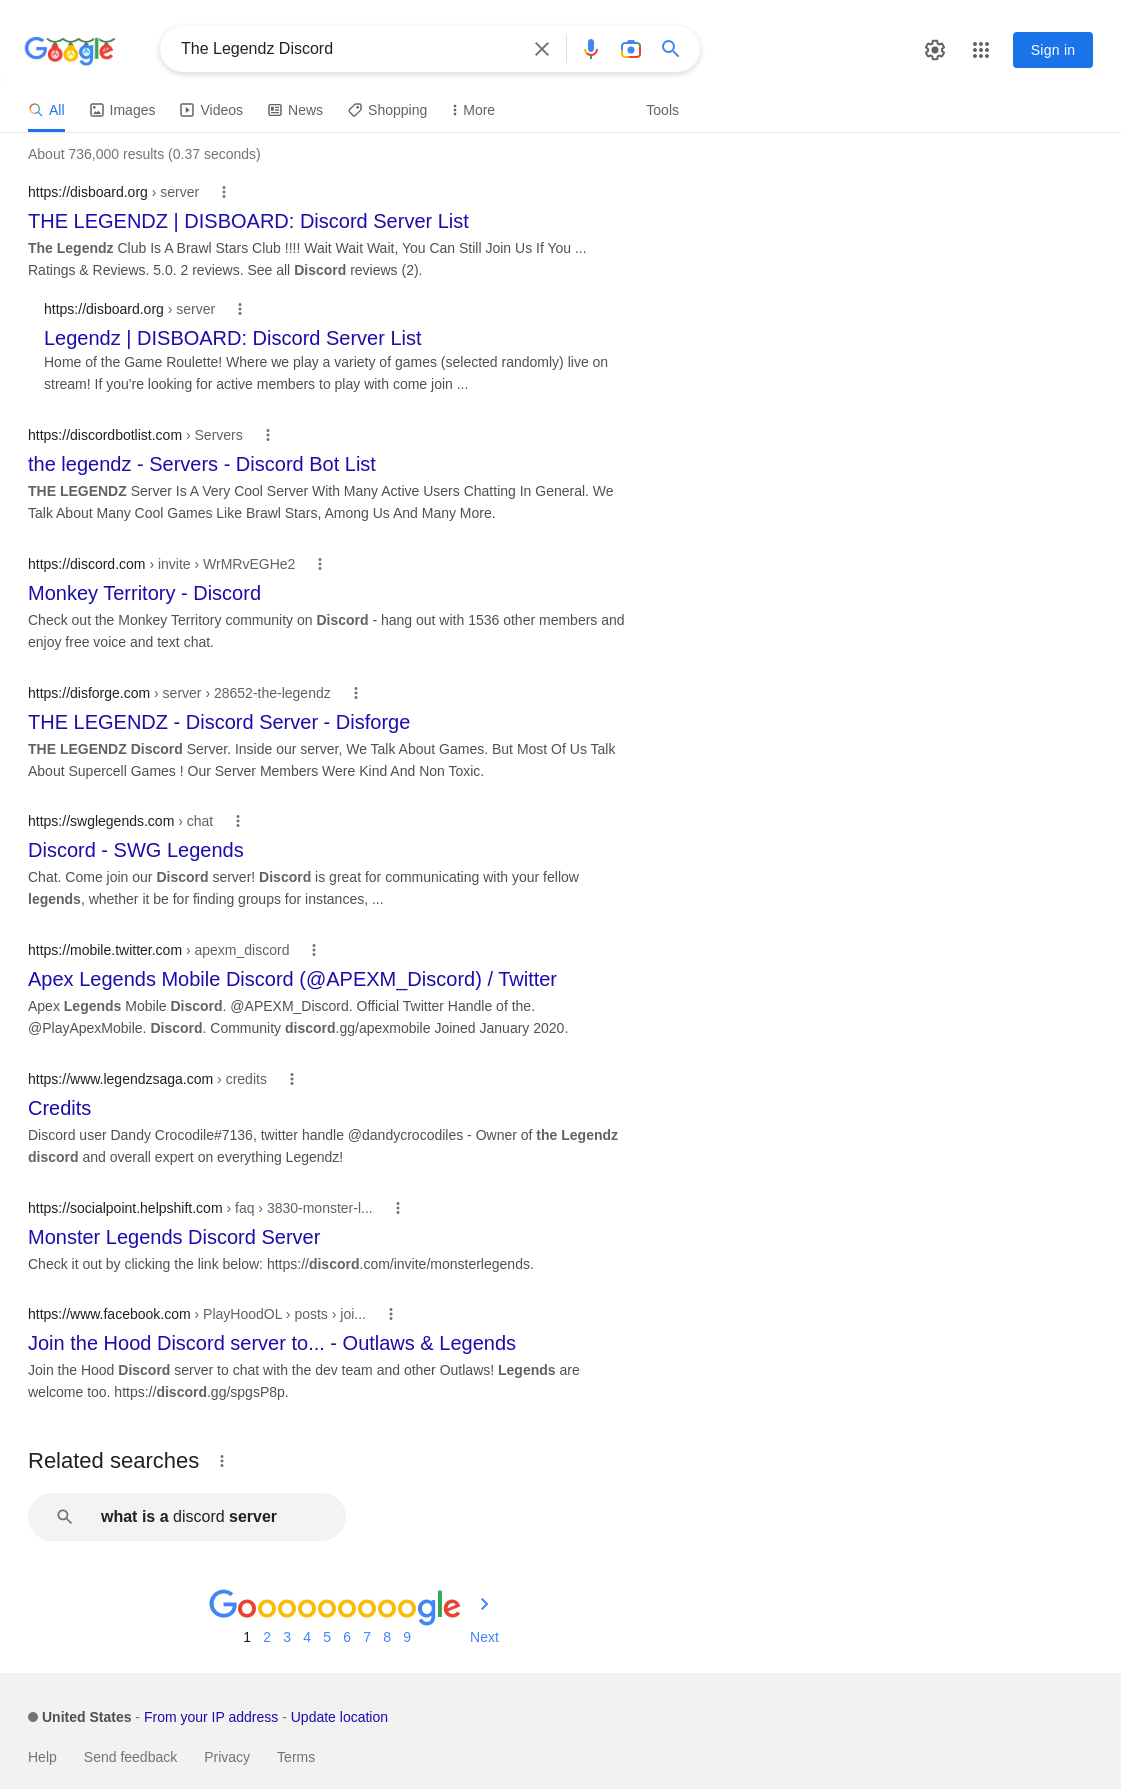 Google
The Legendz Discord
Sign in
All Images Videos News Shopping More Tools
About 736,000 results (0.37 seconds)
https://disboard.org › server
THE LEGENDZ | DISBOARD: Discord Server List
The Legendz Club Is A Brawl Stars Club !!!! Wait Wait Wait, You Can Still Join Us If You ...
Ratings & Reviews. 5.0. 2 reviews. See all Discord reviews (2).
https://disboard.org › server
Legendz | DISBOARD: Discord Server List
Home of the Game Roulette! Where we play a variety of games (selected randomly) live on
stream! If you're looking for active members to play with come join ...
https://discordbotlist.com › Servers
the legendz - Servers - Discord Bot List
THE LEGENDZ Server Is A Very Cool Server With Many Active Users Chatting In General. We
Talk About Many Cool Games Like Brawl Stars, Among Us And Many More.
https://discord.com › invite › WrMRvEGHe2
Monkey Territory - Discord
Check out the Monkey Territory community on Discord - hang out with 1536 other members and
enjoy free voice and text chat.
https://disforge.com › server › 28652-the-legendz
THE LEGENDZ - Discord Server - Disforge
THE LEGENDZ Discord Server. Inside our server, We Talk About Games. But Most Of Us Talk
About Supercell Games ! Our Server Members Were Kind And Non Toxic.
https://swglegends.com › chat
Discord - SWG Legends
Chat. Come join our Discord server! Discord is great for communicating with your fellow
legends, whether it be for finding groups for instances, ...
https://mobile.twitter.com › apexm_discord
Apex Legends Mobile Discord (@APEXM_Discord) / Twitter
Apex Legends Mobile Discord. @APEXM_Discord. Official Twitter Handle of the.
@PlayApexMobile. Discord. Community discord.gg/apexmobile Joined January 2020.
https://www.legendzsaga.com › credits
Credits
Discord user Dandy Crocodile#7136, twitter handle @dandycrocodiles - Owner of the Legendz
discord and overall expert on everything Legendz!
https://socialpoint.helpshift.com › faq › 3830-monster-l...
Monster Legends Discord Server
Check it out by clicking the link below: https://discord.com/invite/monsterlegends.
https://www.facebook.com › PlayHoodOL › posts › joi...
Join the Hood Discord server to... - Outlaws & Legends
Join the Hood Discord server to chat with the dev team and other Outlaws! Legends are
welcome too. https://discord.gg/spgsP8p.
Related searches
what is a discord server
Goooooooooogle
1 2 3 4 5 6 7 8 9 Next
United States - From your IP address - Update location
Help Send feedback Privacy Terms